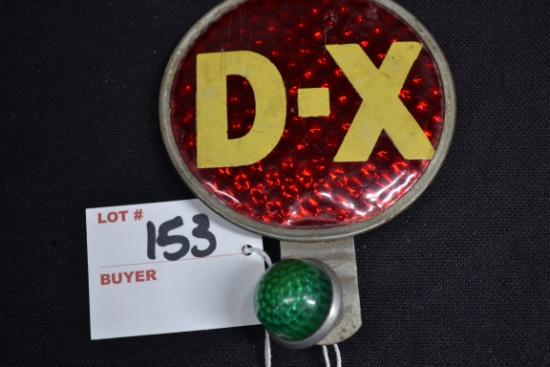 D-X
LOT #
153
BUYER